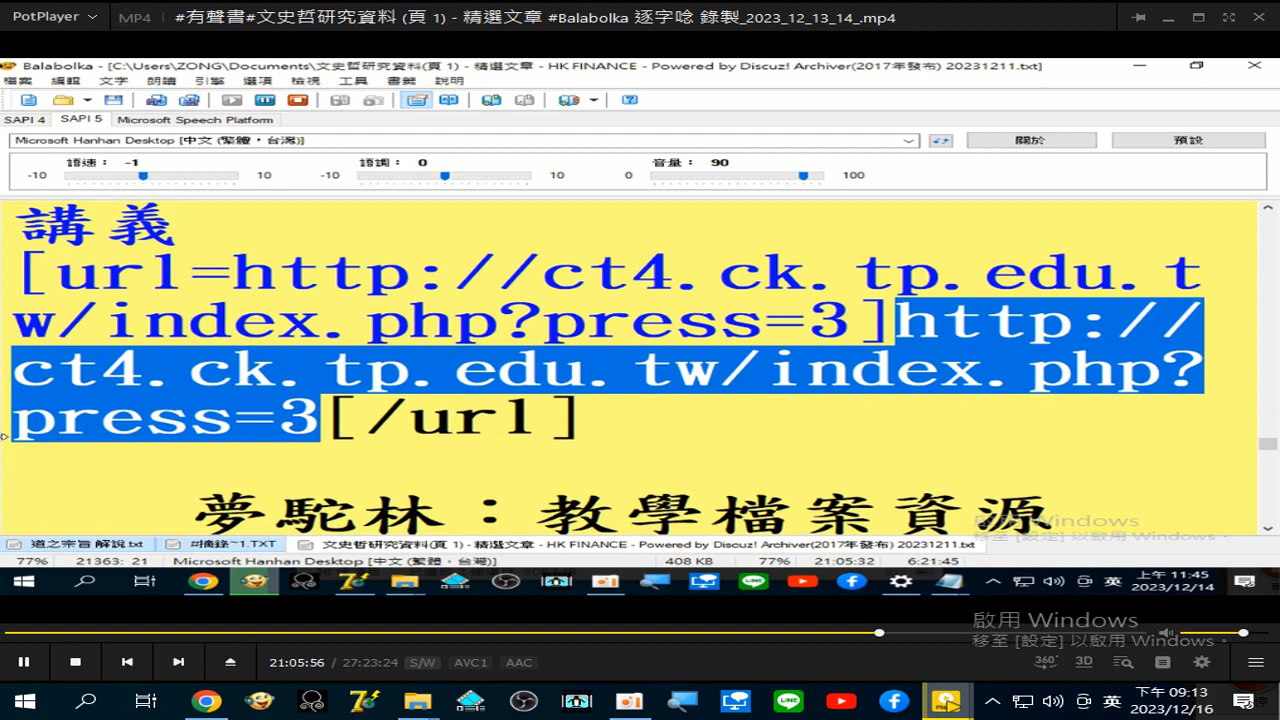 PotPlayer MP4 #有聲書#文史哲研究資料 (頁 1) - 精選文章 #Balabolka 逐字唸 錄製_2023_12_13_14_.mp4
Balabolka - [C:\Users\ZONG\Documents\文史哲研究資料(頁 1) - 精選文章 - HK FINANCE - Powered by Discuz! Archiver(2017年發布) 20231211.txt]
檔案 編輯 文字 朗讀 引擎 選項 檢視 工具 書籤 說明
SAPI 4 SAPI 5 Microsoft Speech Platform
Microsoft Hanhan Desktop [中文 (繁體，台灣)] 關於 預設
語速： -1 語調： 0 音量： 90
-10 10 -10 10 0 100
講義
[url=http://ct4.ck.tp.edu.t
w/index.php?press=3]http://
ct4.ck.tp.edu.tw/index.php?
press=3[/url]
夢駝林：教學檔案資源
啟用 Windows
移至 [設定] 以啟用 Windows。
道之宗旨 解說.txt #摘錄~1.TXT 文史哲研究資料(頁 1) - 精選文章 - HK FINANCE - Powered by Discuz! Archiver(2017年發布) 20231211.txt
77% 21363: 21 Microsoft Hanhan Desktop [中文 (繁體，台灣)] 408 KB 77% 21:05:32 6:21:45
英 上午 11:45
2023/12/14
啟用 Windows
移至 [設定] 以啟用 Windows。
21:05:56 / 27:23:24 S/W AVC1 AAC 360° 3D
英 下午 09:13
2023/12/16